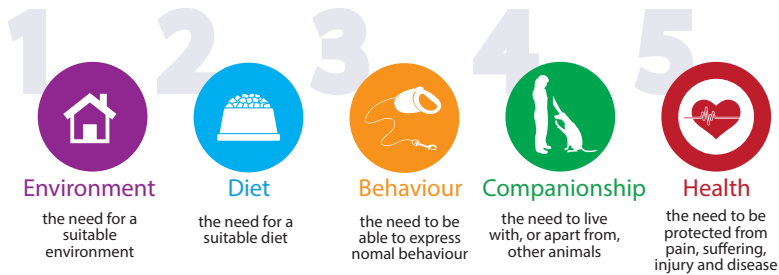 1
2
3
4
5
Environment
the need for a
suitable
environment
Diet
the need for a
suitable diet
Behaviour
the need to be
able to express
nomal behaviour
Companionship
the need to live
with, or apart from,
other animals
Health
the need to be
protected from
pain, suffering,
injury and disease